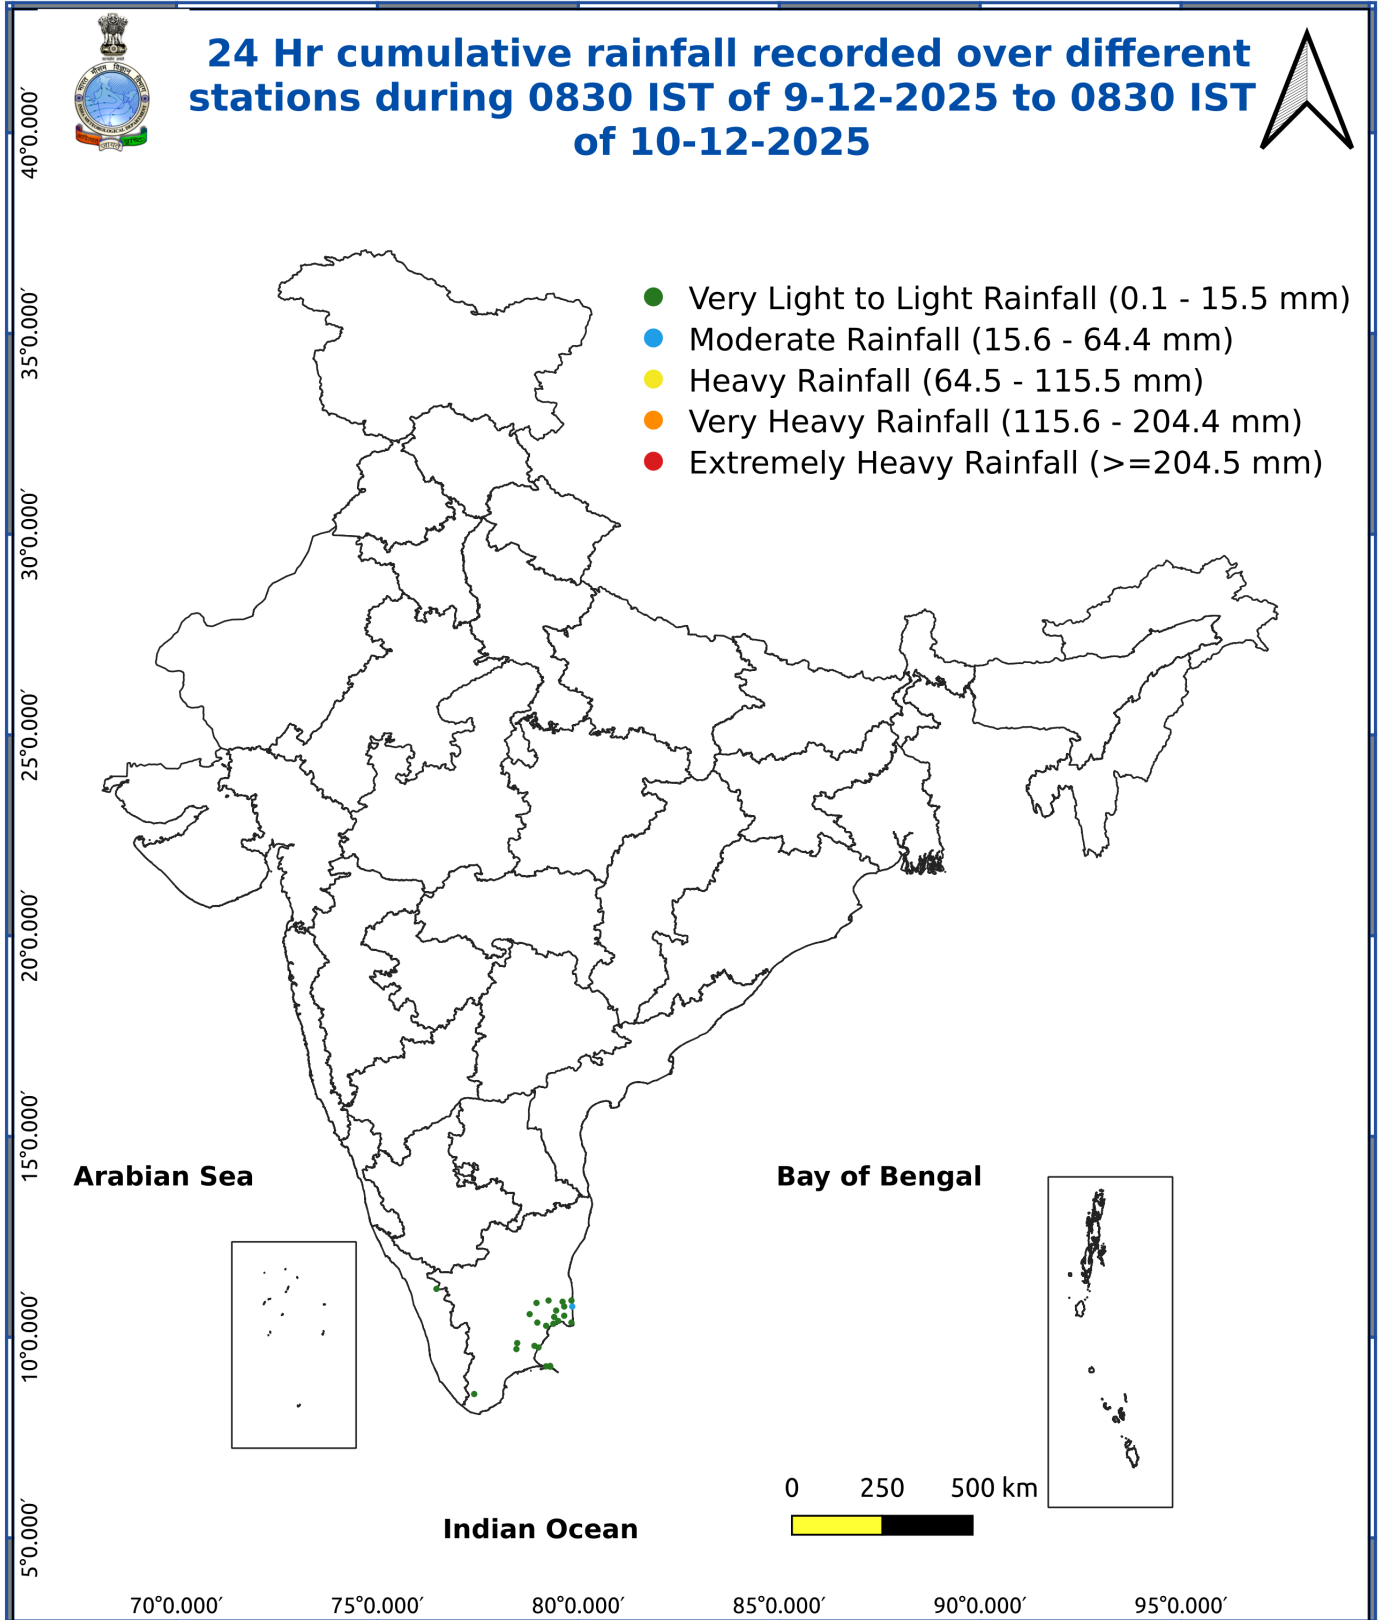 24 Hr cumulative rainfall recorded over different
stations during 0830 IST of 9-12-2025 to 0830 IST
of 10-12-2025
Very Light to Light Rainfall (0.1 - 15.5 mm)
Moderate Rainfall (15.6 - 64.4 mm)
Heavy Rainfall (64.5 - 115.5 mm)
Very Heavy Rainfall (115.6 - 204.4 mm)
Extremely Heavy Rainfall (>=204.5 mm)
40°0.000′
35°0.000′
30°0.000′
25°0.000′
20°0.000′
15°0.000′
10°0.000′
5°0.000′
Arabian Sea
Bay of Bengal
0 250 500 km
Indian Ocean
70°0.000′ 75°0.000′ 80°0.000′ 85°0.000′ 90°0.000′ 95°0.000′